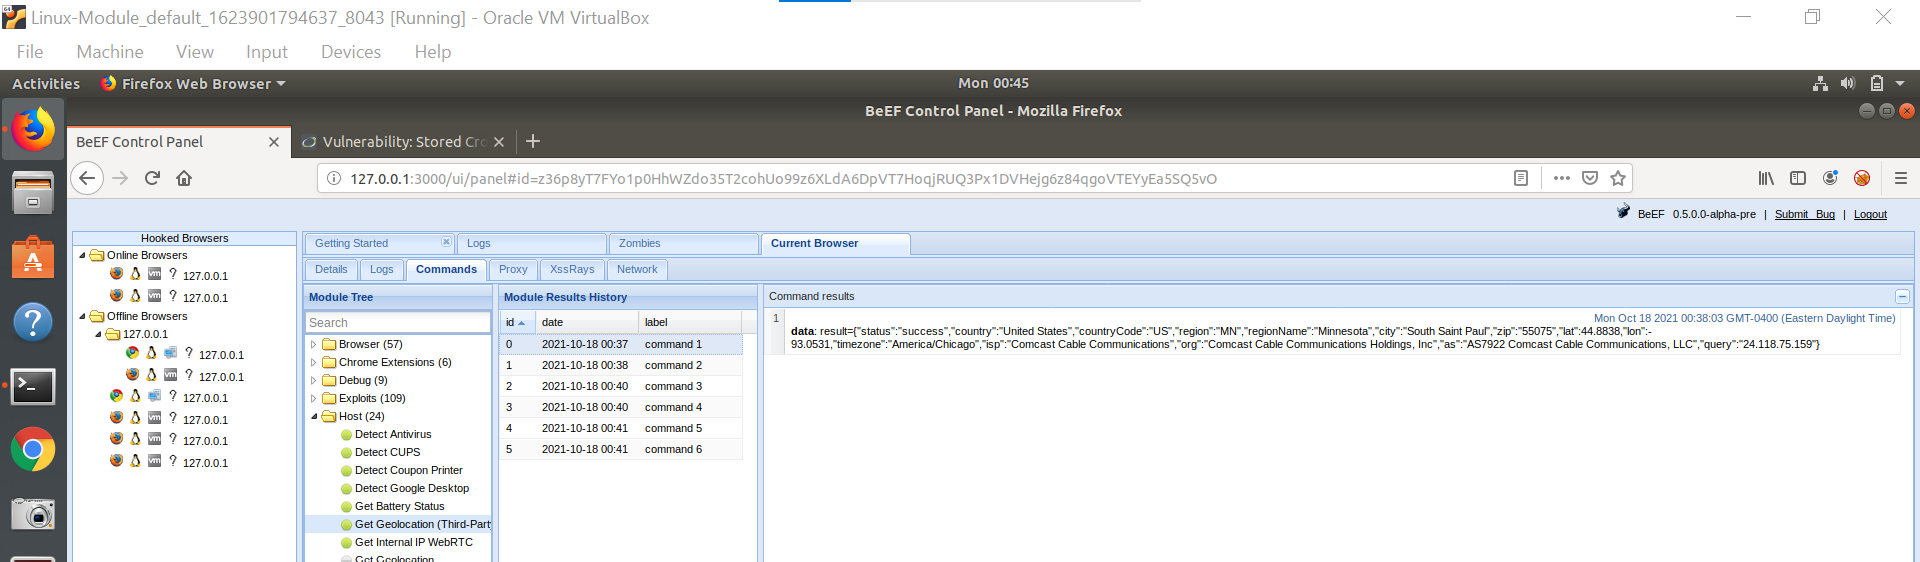 Linux-Module_default_1623901794637_8043 [Running] - Oracle VM VirtualBox
File Machine View Input Devices Help
Activities Firefox Web Browser Mon 00:45
BeEF Control Panel - Mozilla Firefox
BeEF Control Panel Vulnerability: Stored Cro
127.0.0.1:3000/ui/panel#id=z36p8yT7FYo1p0HhWZdo35T2cohUo99z6XLdA6DpVT7HoqjRUQ3Px1DVHejg6z84qgoVTEYyEa5SQ5vO
BeEF 0.5.0.0-alpha-pre | Submit Bug | Logout
Hooked Browsers
Online Browsers
127.0.0.1
127.0.0.1
Offline Browsers
127.0.0.1
127.0.0.1
127.0.0.1
127.0.0.1
127.0.0.1
127.0.0.1
127.0.0.1
Getting Started Logs Zombies Current Browser
Details Logs Commands Proxy XssRays Network
Module Tree
Search
Browser (57)
Chrome Extensions (6)
Debug (9)
Exploits (109)
Host (24)
Detect Antivirus
Detect CUPS
Detect Coupon Printer
Detect Google Desktop
Get Battery Status
Get Geolocation (Third-Party
Get Internal IP WebRTC
Get Geolocation
Module Results History
id date label
0 2021-10-18 00:37 command 1
1 2021-10-18 00:38 command 2
2 2021-10-18 00:40 command 3
3 2021-10-18 00:40 command 4
4 2021-10-18 00:41 command 5
5 2021-10-18 00:41 command 6
Command results
1
Mon Oct 18 2021 00:38:03 GMT-0400 (Eastern Daylight Time)
data: result={"status":"success","country":"United States","countryCode":"US","region":"MN","regionName":"Minnesota","city":"South Saint Paul","zip":"55075","lat":44.8838,"lon":-
93.0531,"timezone":"America/Chicago","isp":"Comcast Cable Communications","org":"Comcast Cable Communications Holdings, Inc","as":"AS7922 Comcast Cable Communications, LLC","query":"24.118.75.159"}